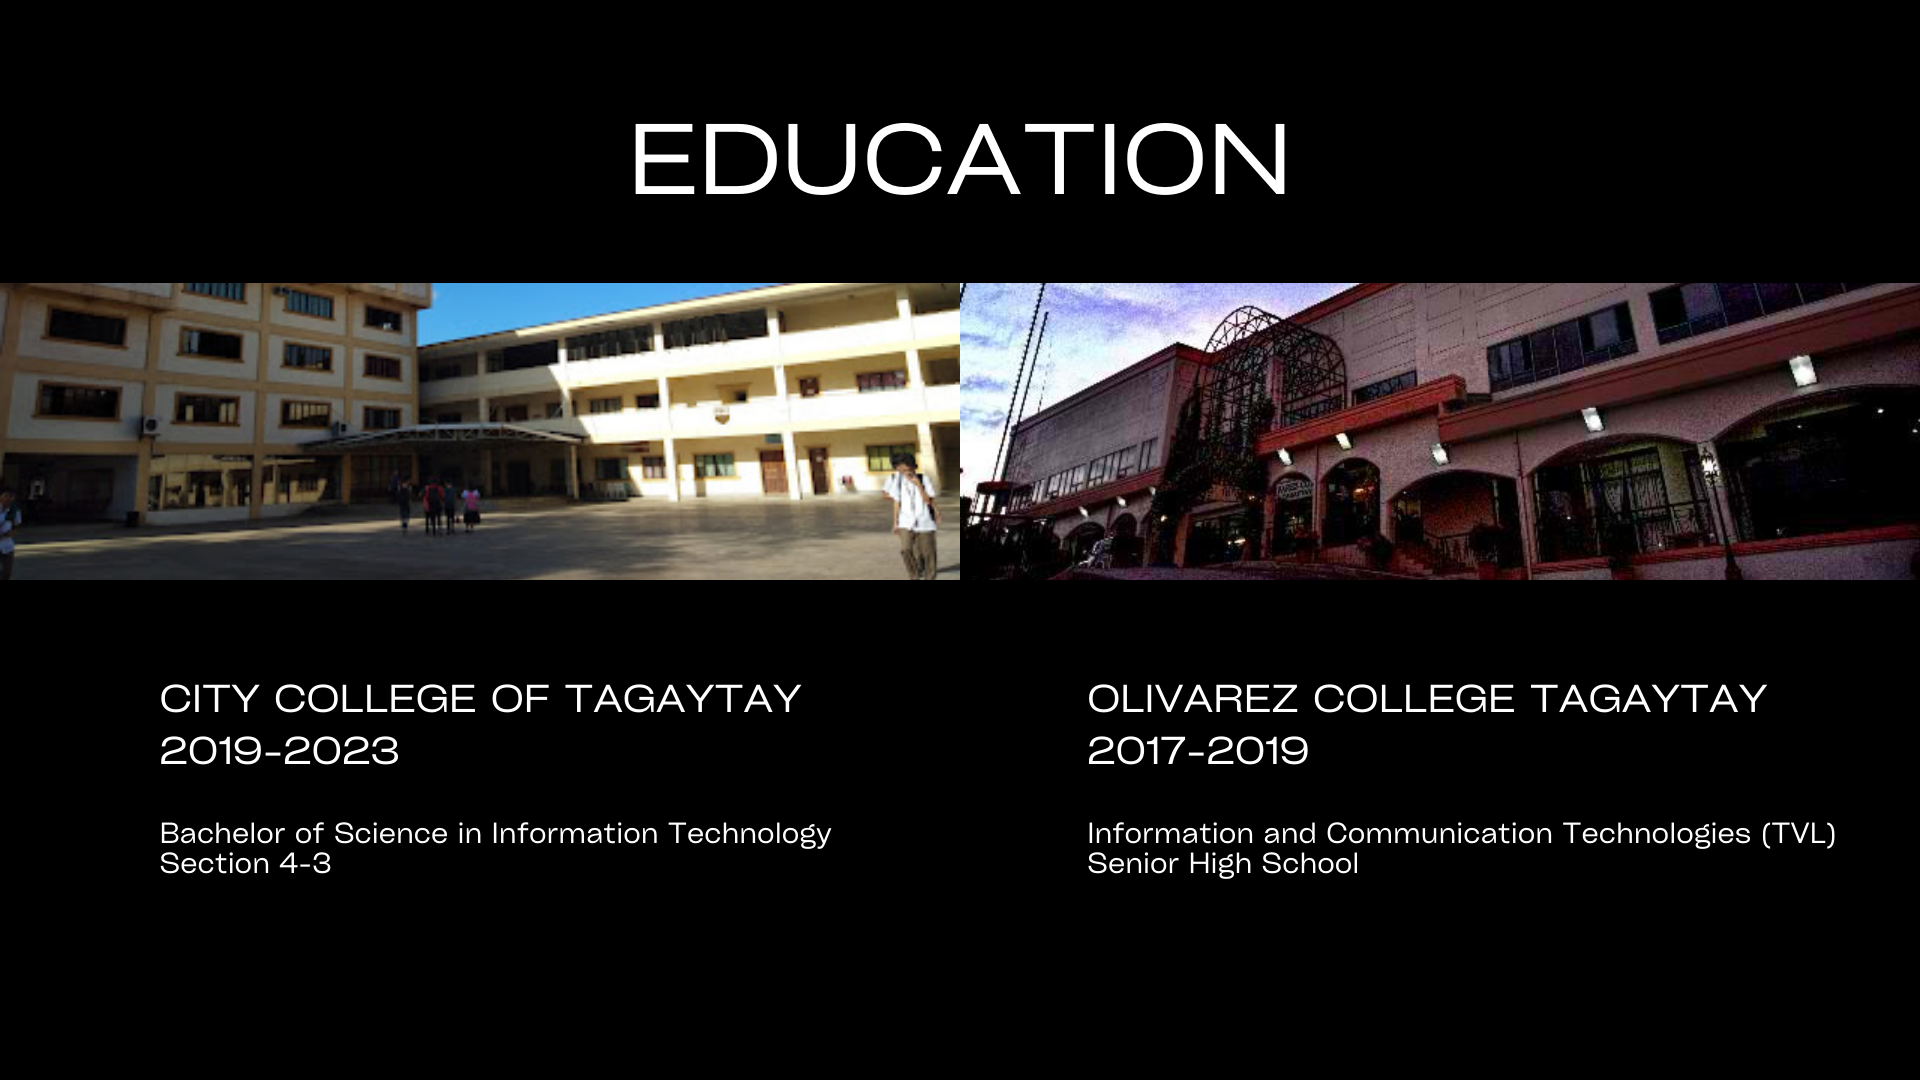 EDUCATION
CITY COLLEGE OF TAGAYTAY
2019-2023
Bachelor of Science in Information Technology
Section 4-3
OLIVAREZ COLLEGE TAGAYTAY
2017-2019
Information and Communication Technologies (TVL)
Senior High School